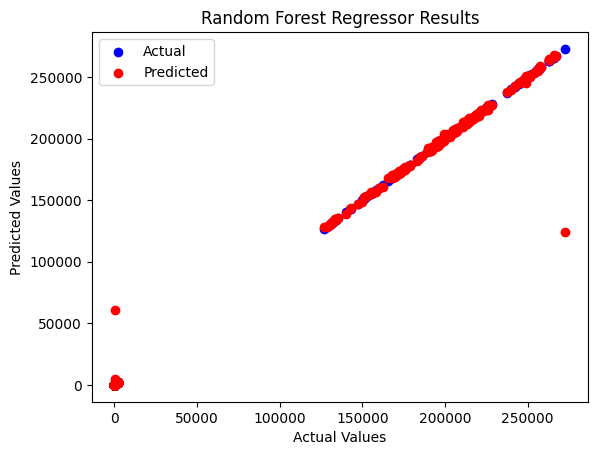 Random Forest Regressor Results
Actual
Predicted
Predicted Values
250000
200000
150000
100000
50000
0
0
50000
100000
150000
200000
250000
Actual Values